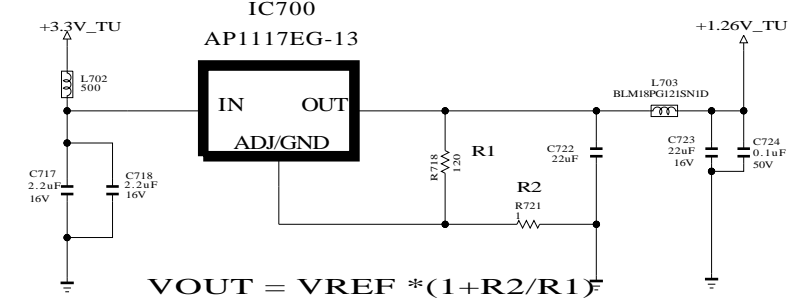 IC700
+3.3V_TU
AP1117EG-13
+1.26V_TU
L702
500
IN
OUT
ADJ/GND
L703
BLM18PG121SN1D
C717
2.2uF
16V
C718
2.2uF
16V
R718
120
R1
C722
22uF
C723
22uF
16V
C724
0.1uF
50V
R2
R721
1
VOUT = VREF *(1+R2/R1)